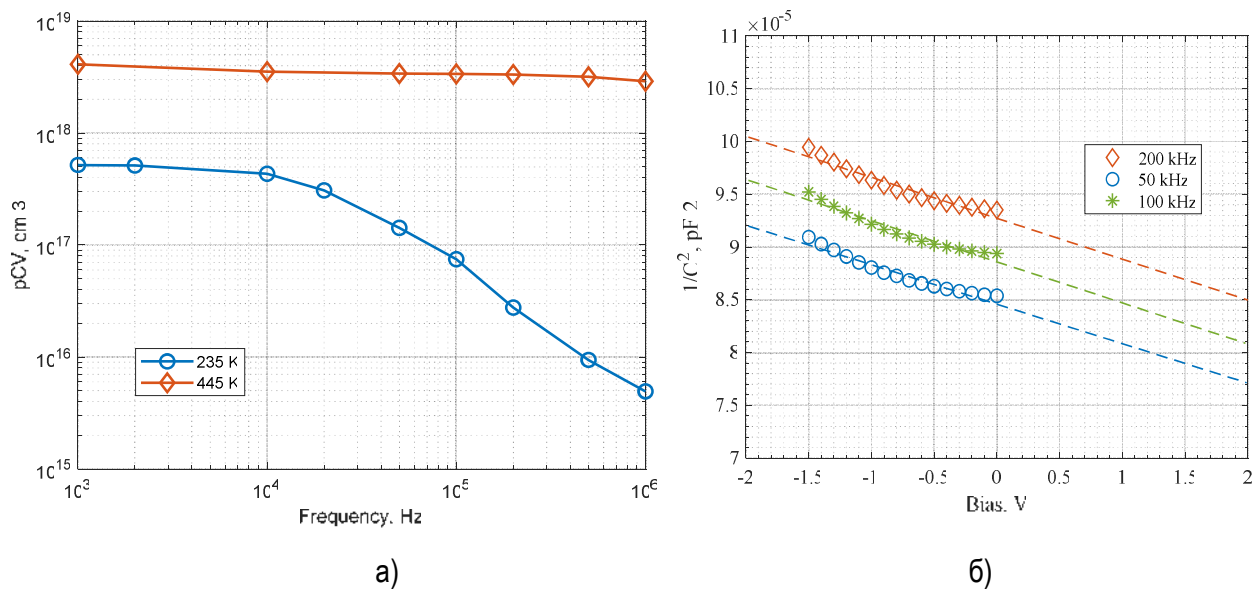 10^19
10^18
10^17
10^16
10^15
pCV, cm 3
235 K
445 K
10^3
10^4
10^5
10^6
Frequency, Hz
а)
×10^-5
11
10.5
10
9.5
9
8.5
8
7.5
7
1/C^2, pF 2
200 kHz
50 kHz
100 kHz
-2
-1.5
-1
-0.5
0
0.5
1
1.5
2
Bias, V
б)